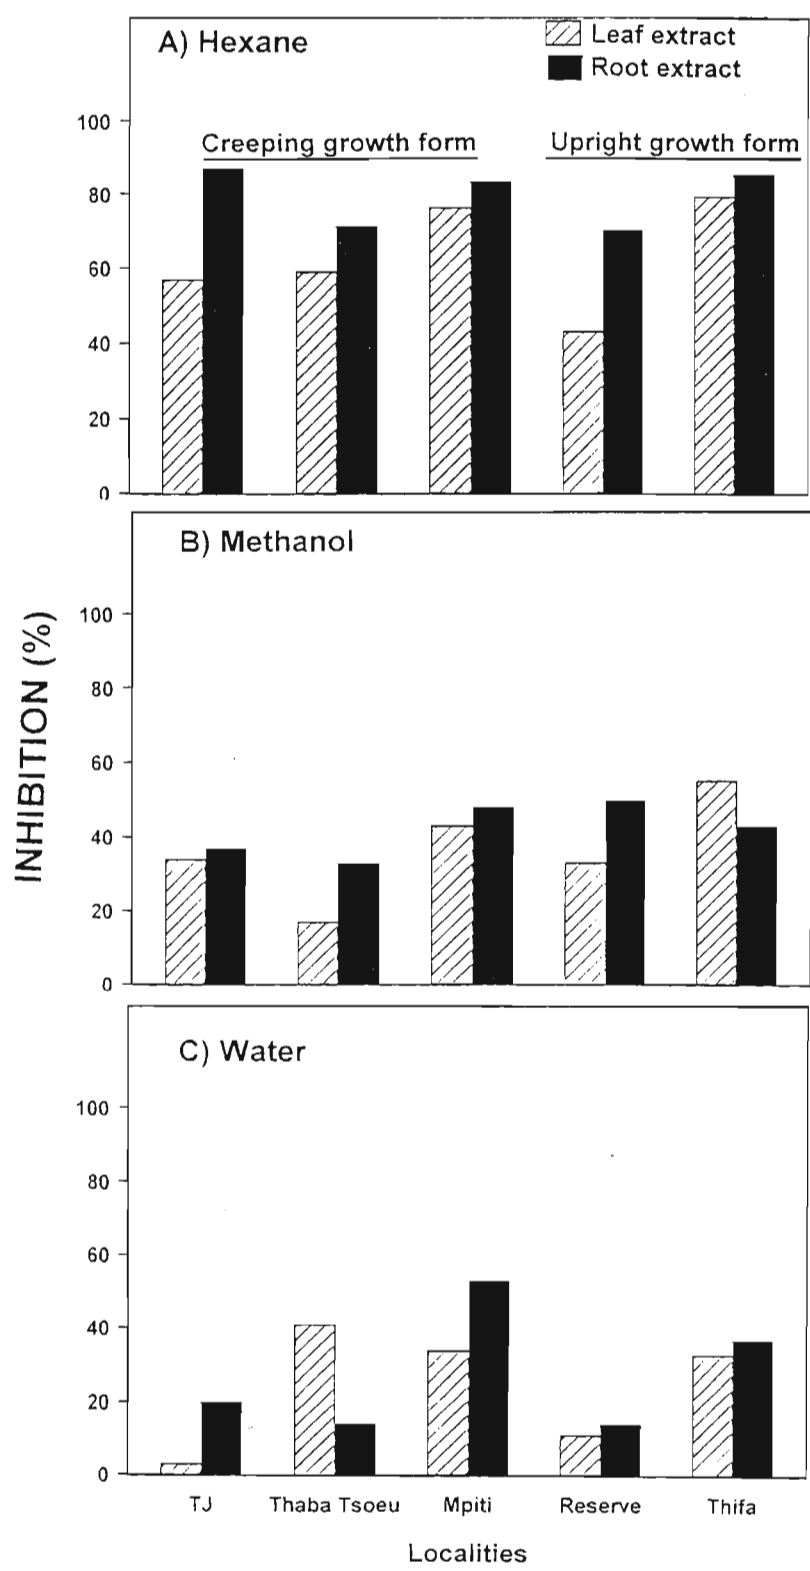 A) Hexane
Leaf extract
Root extract
Creeping growth form
Upright growth form
100
80
60
40
20
0
B) Methanol
100
80
60
40
20
0
INHIBITION (%)
C) Water
100
80
60
40
20
0
TJ Thaba Tsoeu Mpiti Reserve Thifa
Localities